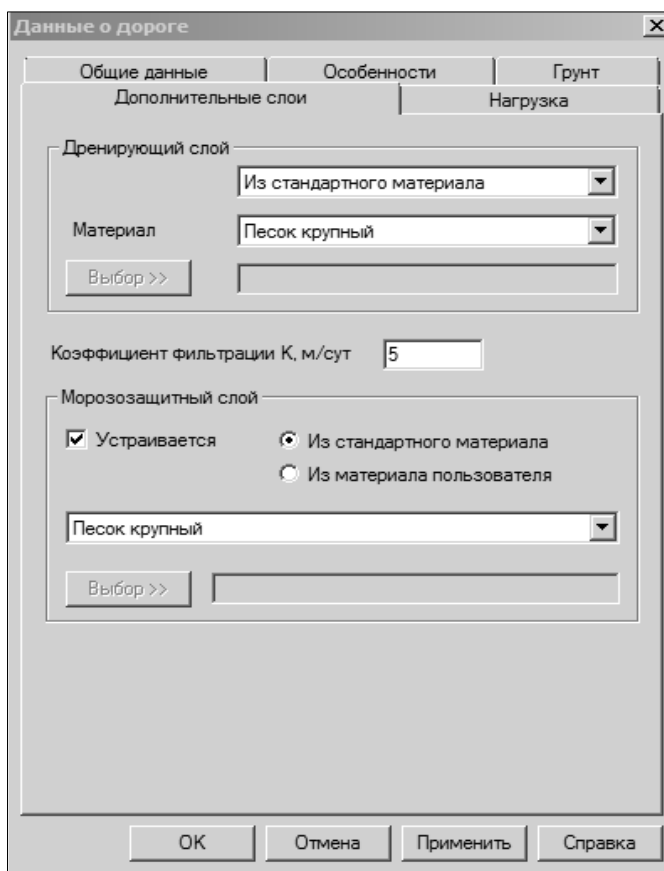 Данные о дороге
Общие данные Особенности Грунт
Дополнительные слои Нагрузка
Дренирующий слой
Из стандартного материала
Материал Песок крупный
Выбор >>
Коэффициент фильтрации К, м/сут 5
Морозозащитный слой
Устраивается Из стандартного материала
Из материала пользователя
Песок крупный
Выбор >>
OK Отмена Применить Справка